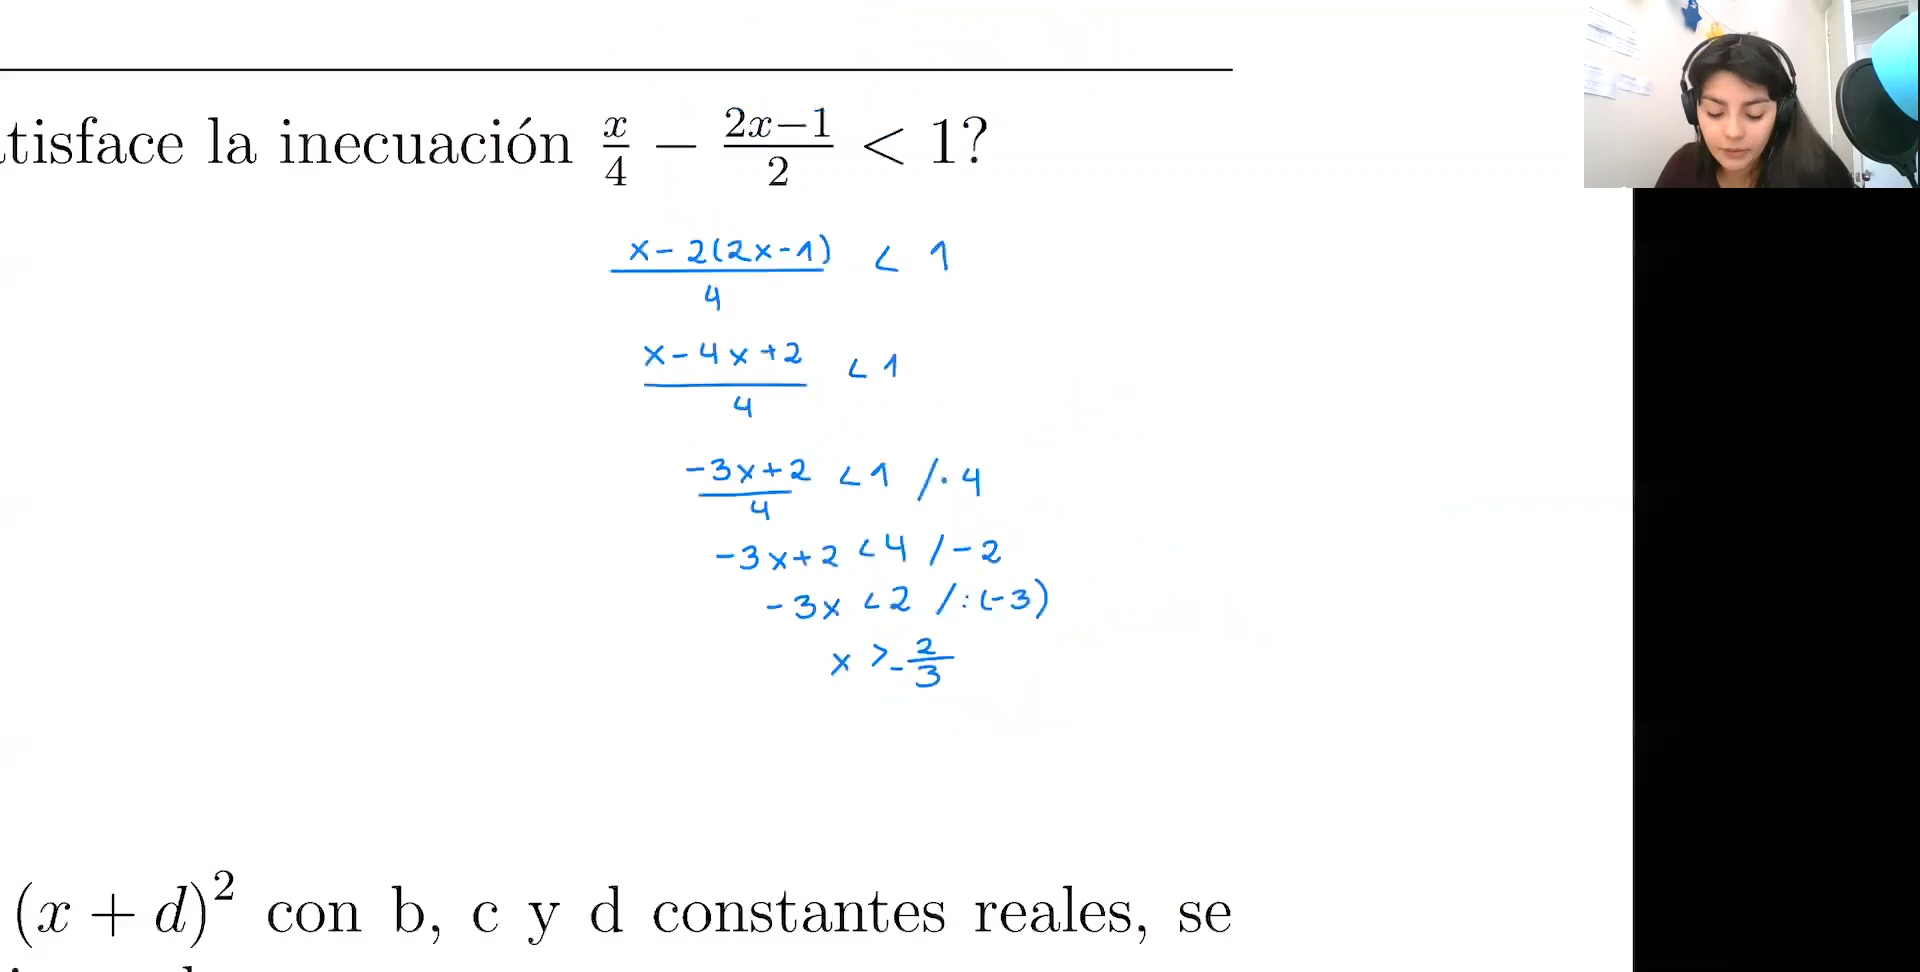 tisface la inecuación x/4 − (2x−1)/2 < 1?
(x - 2(2x-1))/4 < 1
(x - 4x + 2)/4 < 1
(-3x+2)/4 < 1 /· 4
-3x+2 < 4 / -2
-3x < 2 / : (-3)
x > -2/3
(x + d)² con b, c y d constantes reales, se